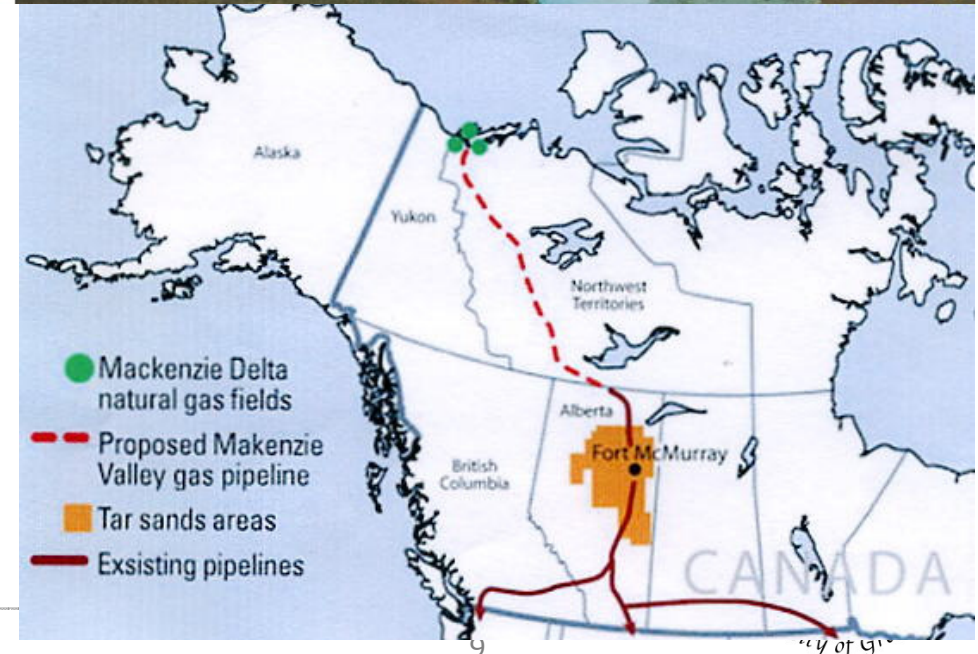 Alaska
Yukon
Northwest
Territories
Mackenzie Delta
natural gas fields
Proposed Makenzie
Valley gas pipeline
Tar sands areas
Exsisting pipelines
Alberta
Fort McMurray
British
Columbia
CANADA
9